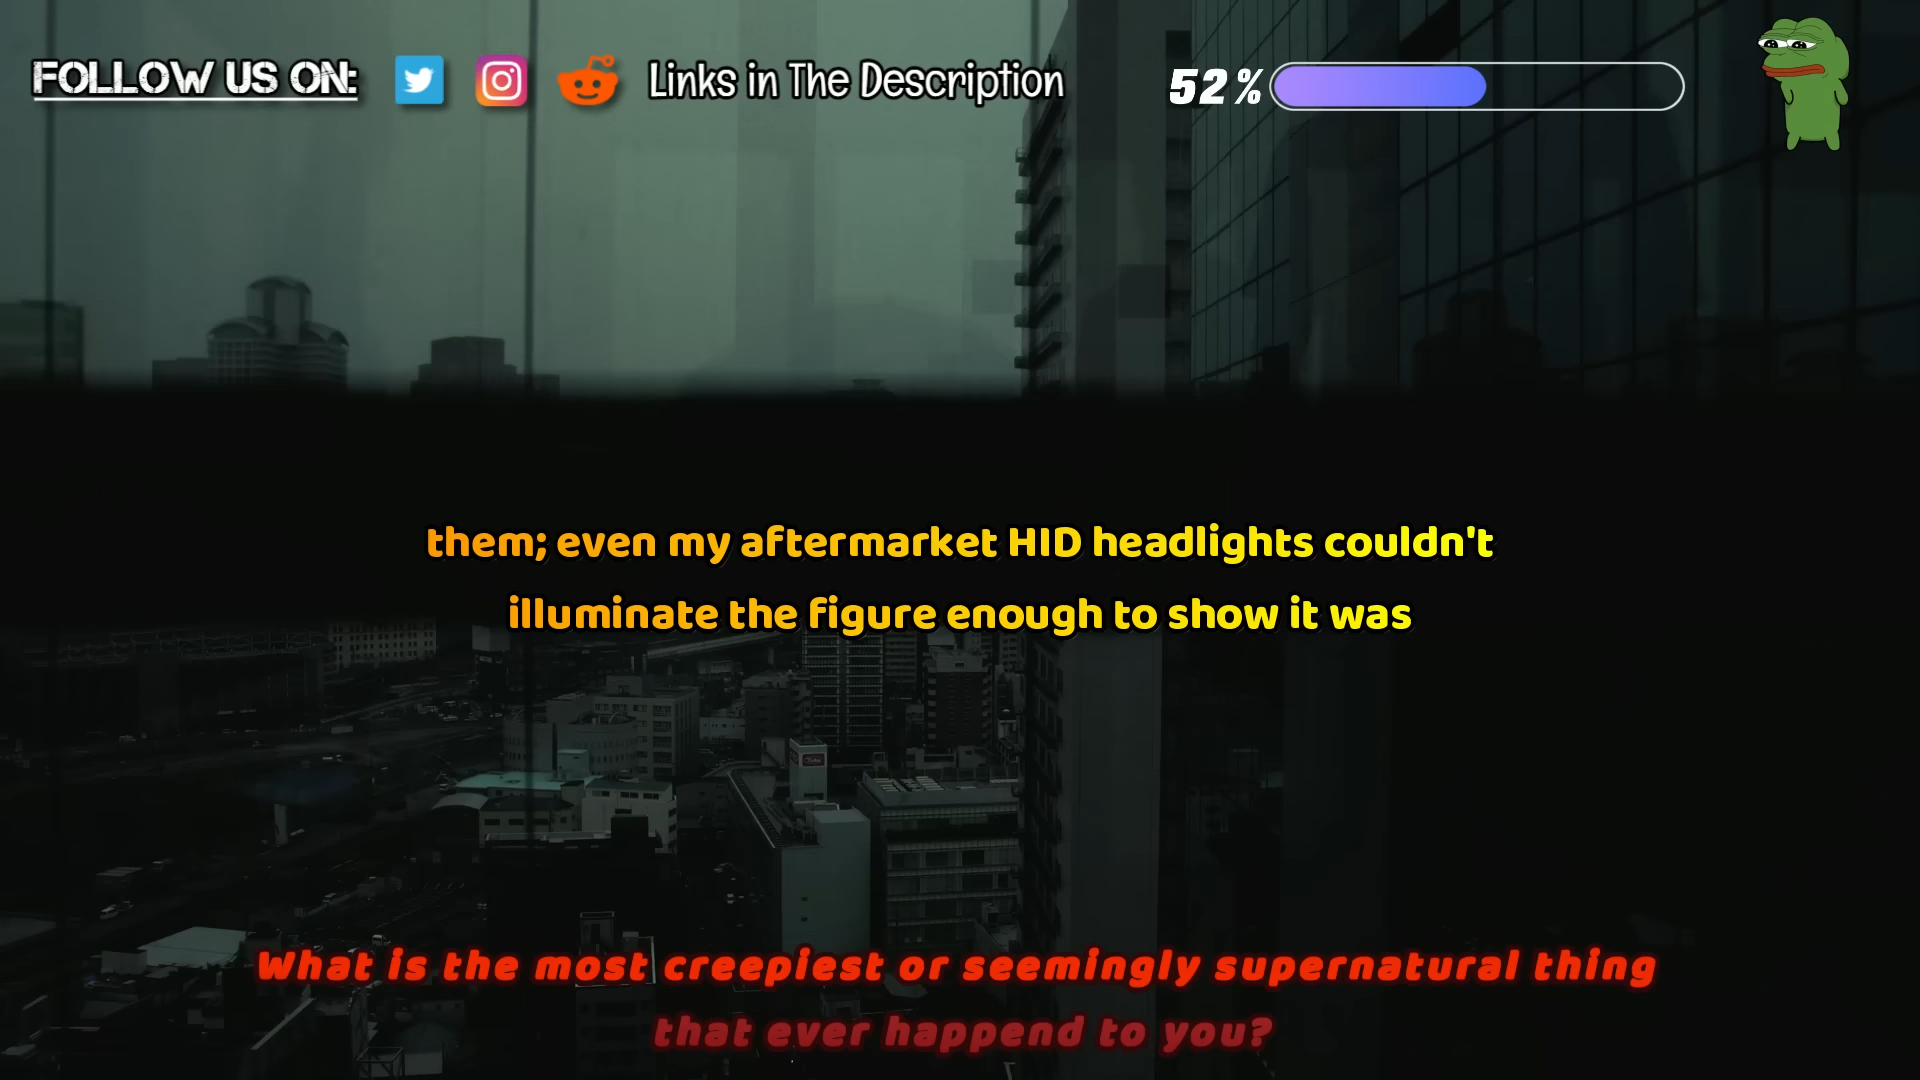 FOLLOW US ON:
Links in The Description
52%
them; even my aftermarket HID headlights couldn't
illuminate the figure enough to show it was
What is the most creepiest or seemingly supernatural thing
that ever happend to you?